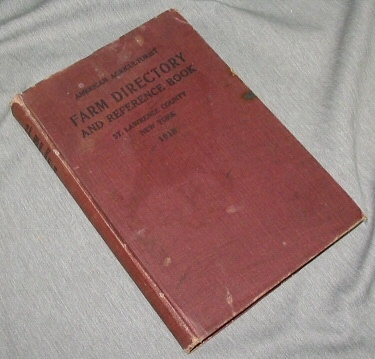 AMERICAN AGRICULTURIST
FARM DIRECTORY
AND REFERENCE BOOK
ST. LAWRENCE COUNTY
NEW YORK
1918